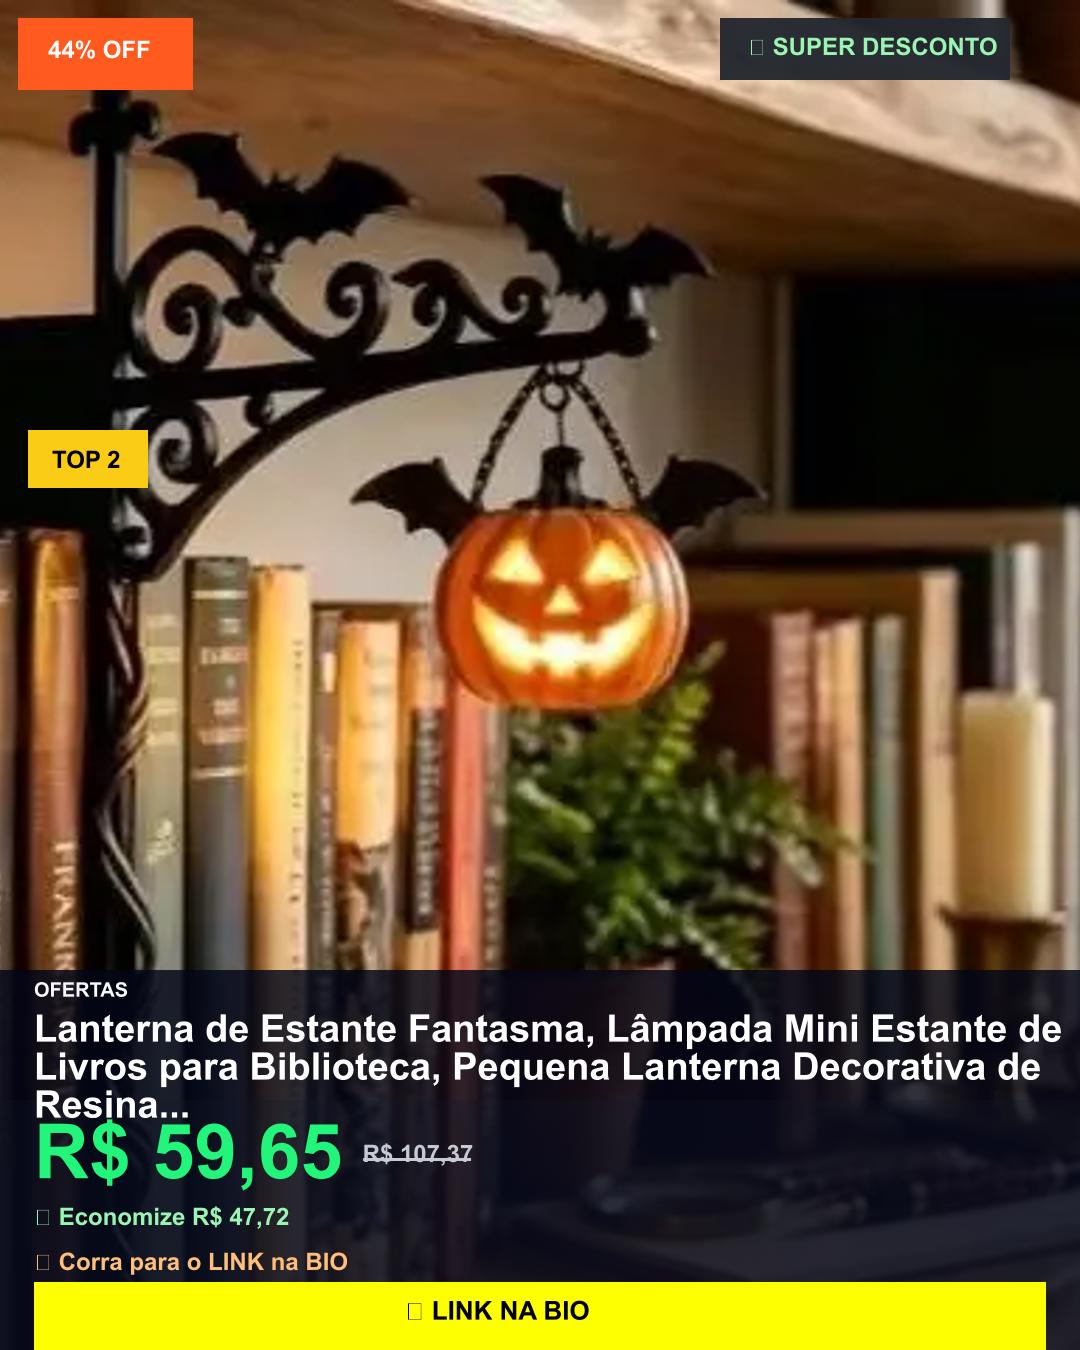 44% OFF
SUPER DESCONTO
TOP 2
OFERTAS
Lanterna de Estante Fantasma, Lâmpada Mini Estante de
Livros para Biblioteca, Pequena Lanterna Decorativa de
Resina...
R$ 59,65 R$ 107,37
Economize R$ 47,72
Corra para o LINK na BIO
LINK NA BIO